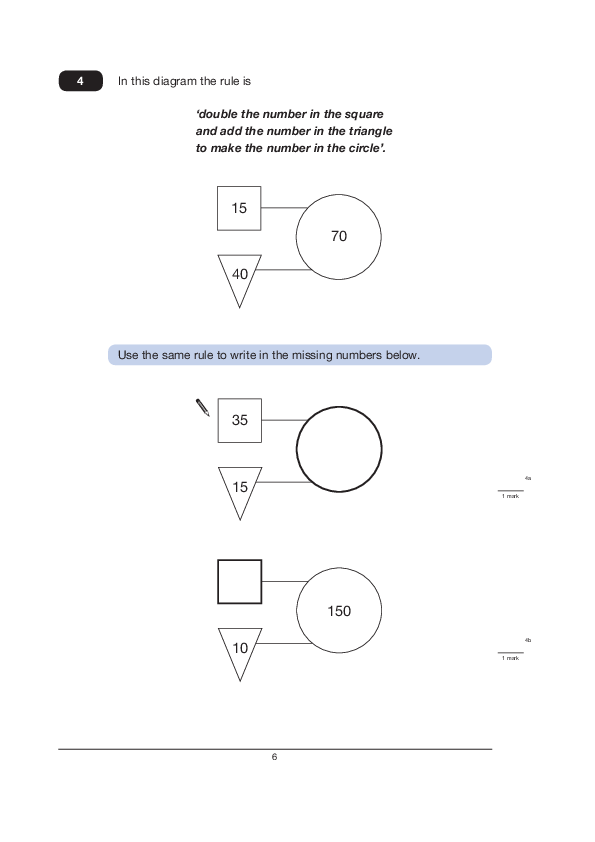 4 In this diagram the rule is
‘double the number in the square
and add the number in the triangle
to make the number in the circle’.
15
70
40
Use the same rule to write in the missing numbers below.
35
15
4a
1 mark
150
10
4b
1 mark
6